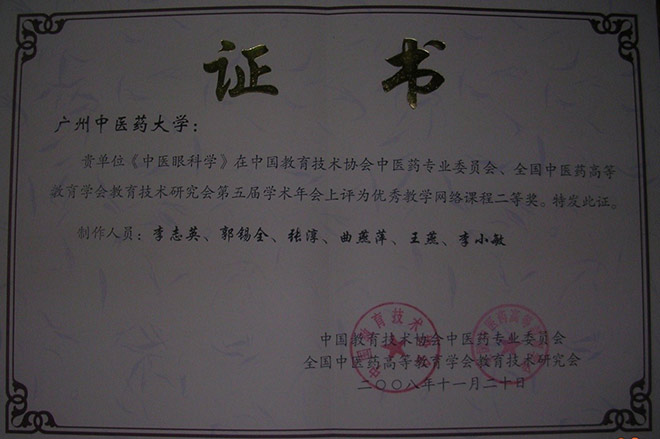 证书
广州中医药大学：
贵单位《中医眼科学》在中国教育技术协会中医药专业委员会、全国中医药高等
教育学会教育技术研究会第五届学术年会上评为优秀教学网络课程二等奖。特发此证。
制作人员：李志英、郭锡全、张淳、曲燕萍、王燕、李小敏
中国教育技术协会中医药专业委员会
全国中医药高等教育学会教育技术研究会
二〇〇八年十一月二十日